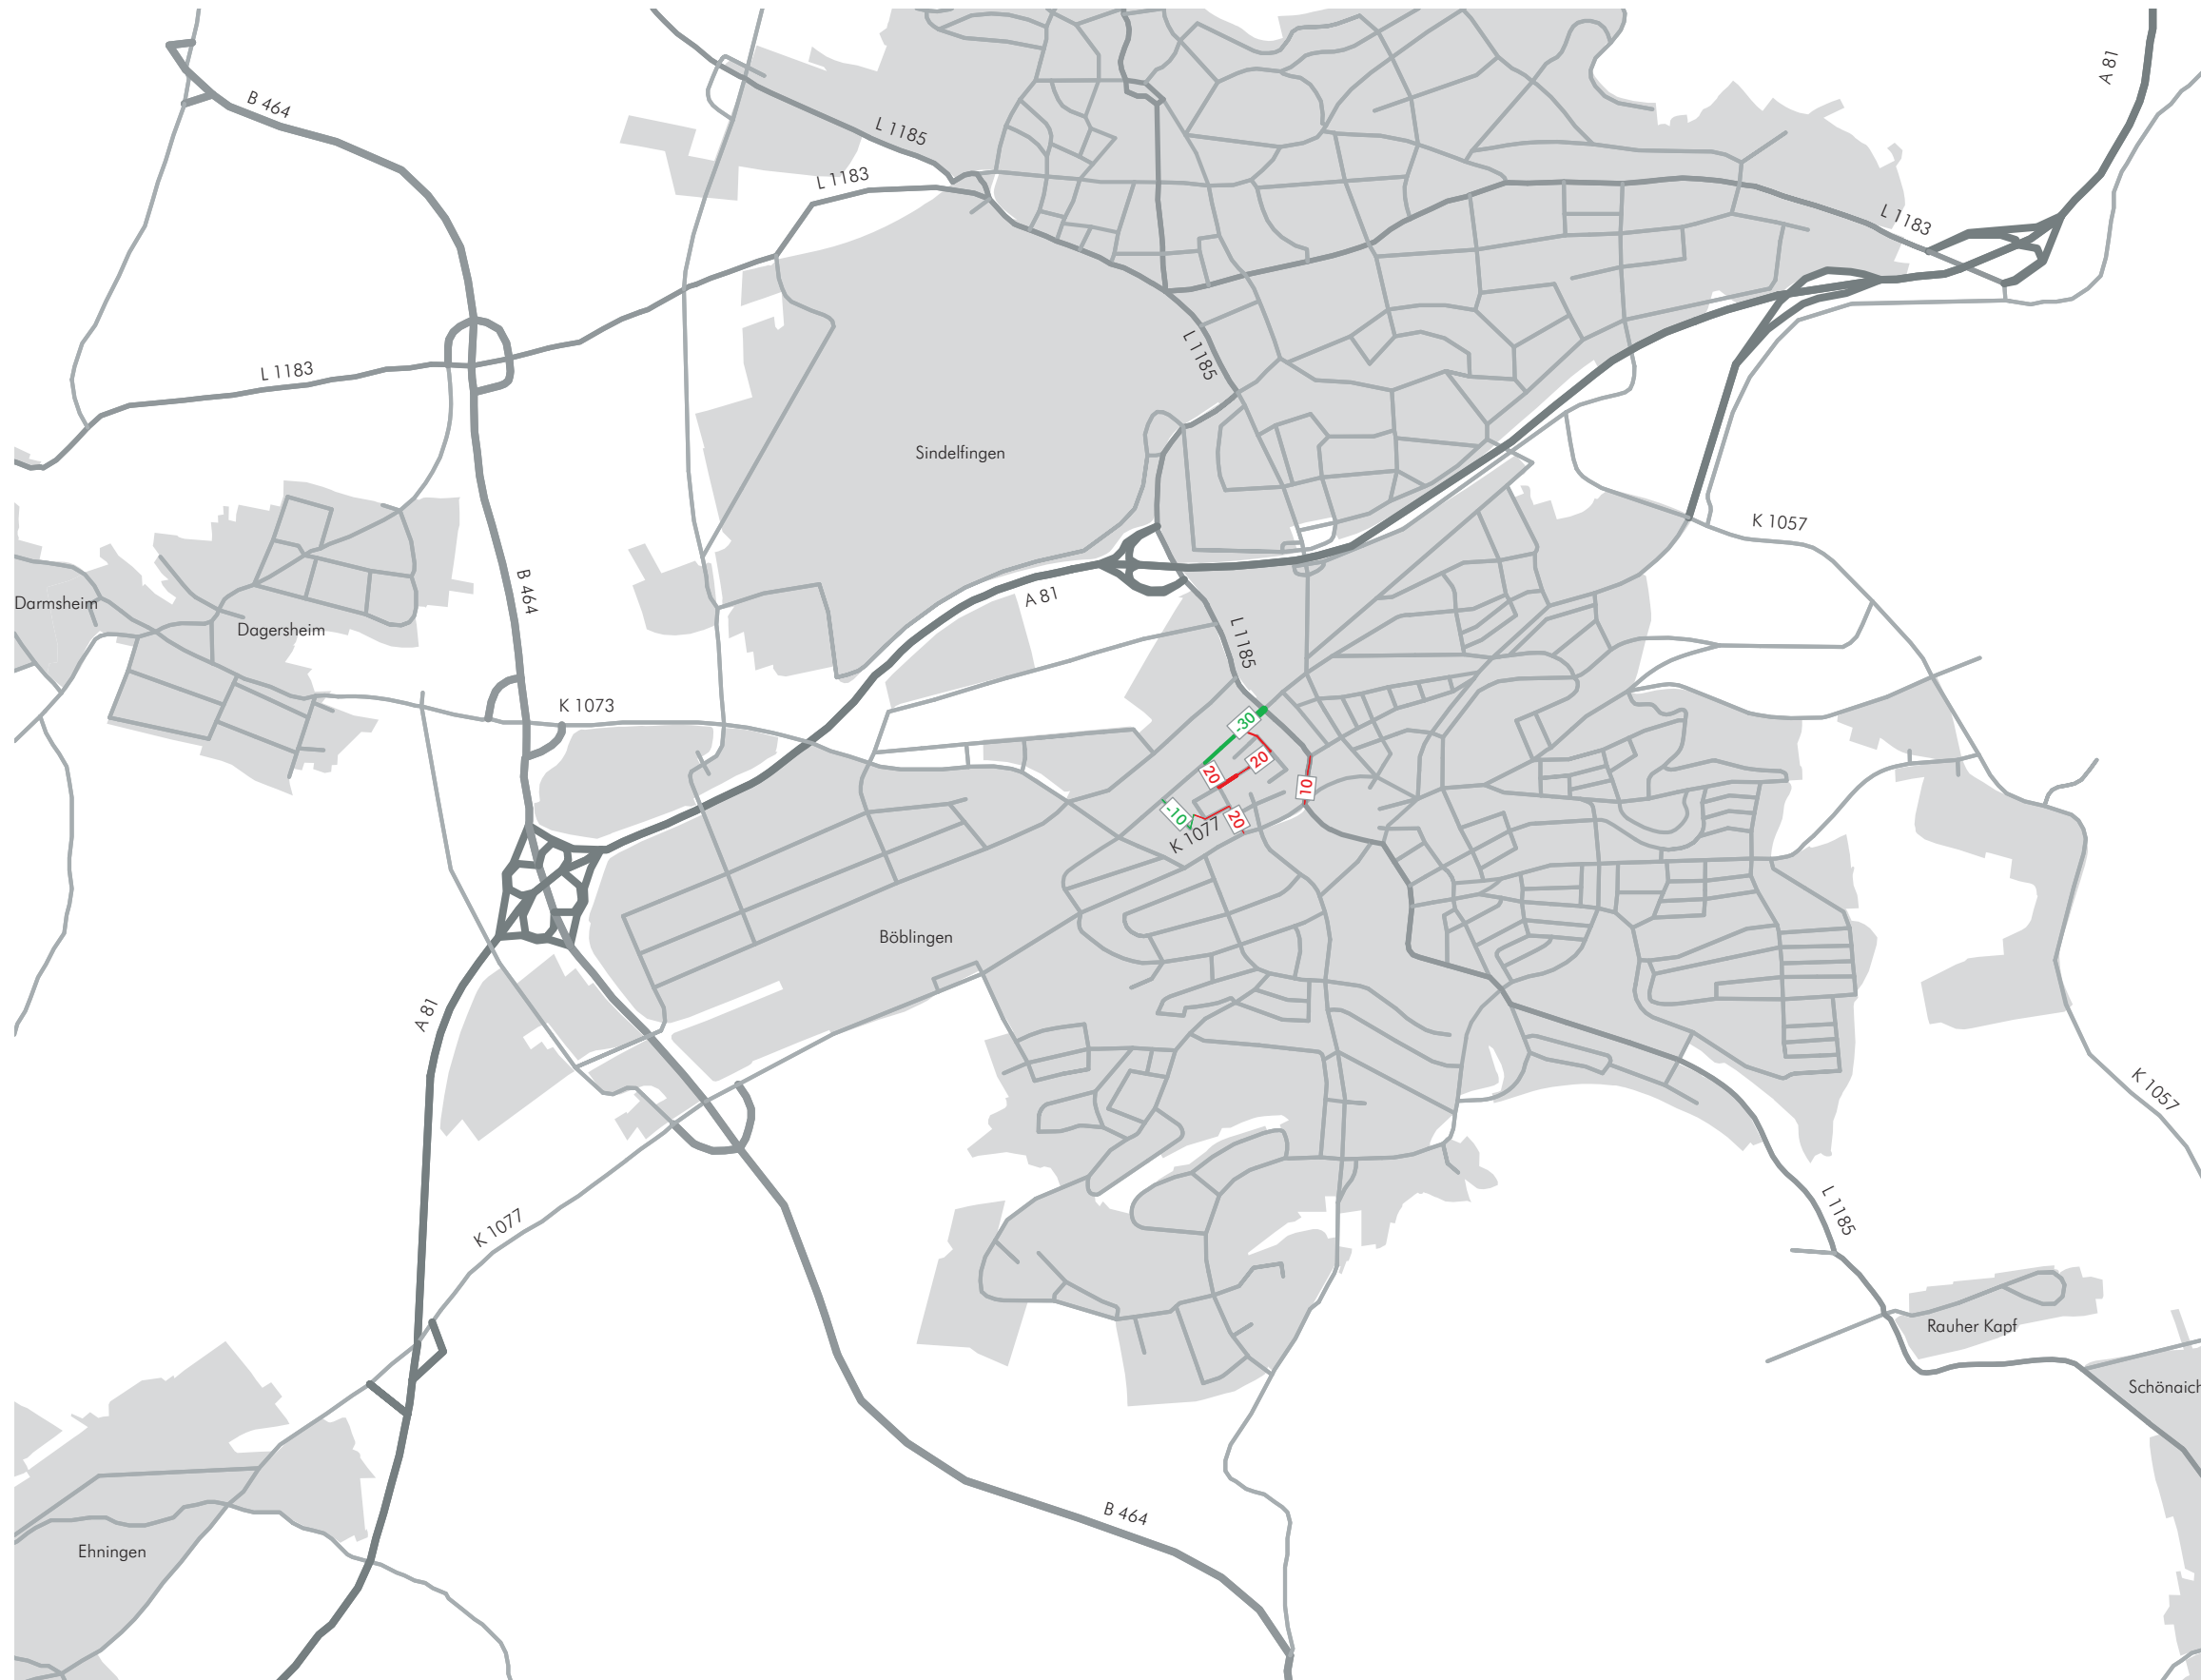 A 81
B 464
L 1185
L 1183
L 1183
L 1185
L 1183
Sindelfingen
K 1057
B 464
A 81
Darmsheim
Dagersheim
L 1185
K 1073
-30
20
20
10
-10
20
K 1077
Böblingen
A 81
K 1057
K 1077
L 1185
Rauher Kapf
Schönaich
B 464
Ehningen